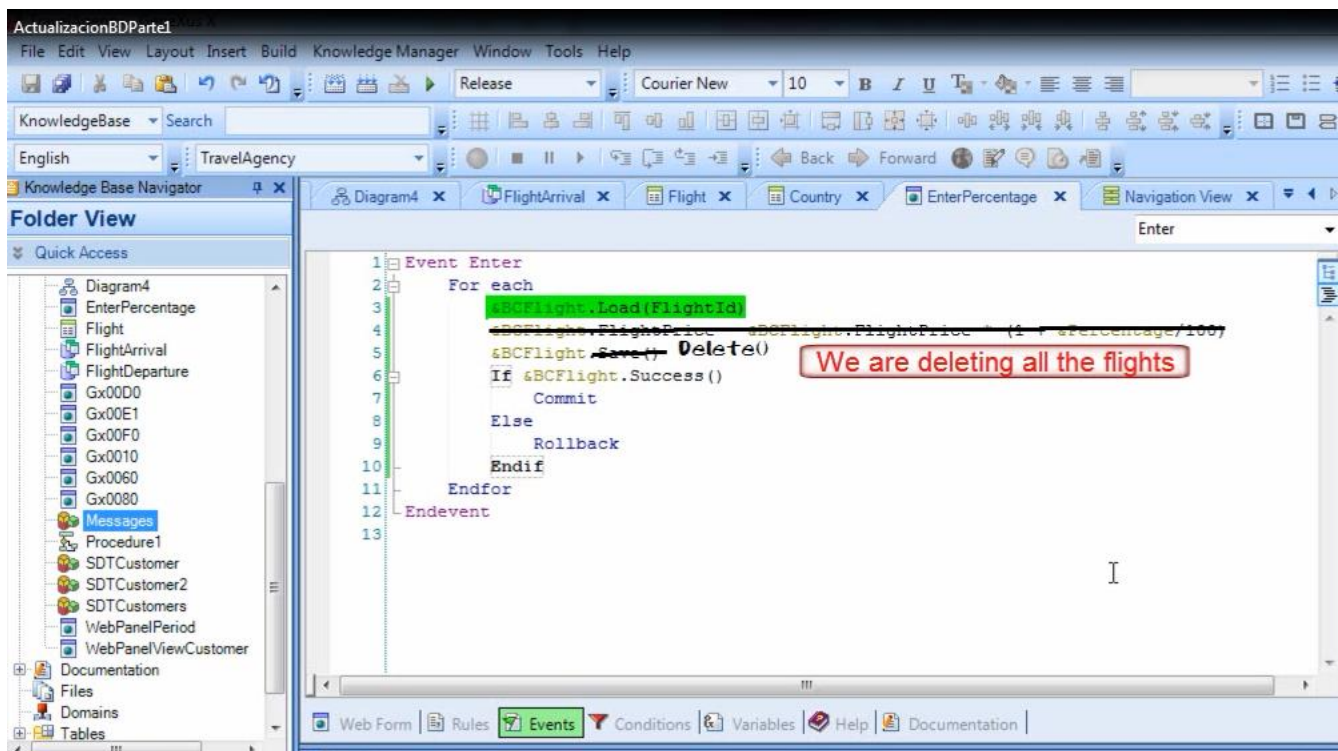 ActualizacionBDParte1
File Edit View Layout Insert Build Knowledge Manager Window Tools Help
Release Courier New 10 B I U
KnowledgeBase Search
English TravelAgency Back Forward
Knowledge Base Navigator
Diagram4 FlightArrival Flight Country EnterPercentage Navigation View
Folder View
Enter
Quick Access
Diagram4
EnterPercentage
Flight
FlightArrival
FlightDeparture
Gx00D0
Gx00E1
Gx00F0
Gx0010
Gx0060
Gx0080
Messages
Procedure1
SDTCustomer
SDTCustomer2
SDTCustomers
WebPanelPeriod
WebPanelViewCustomer
Documentation
Files
Domains
Tables
1 Event Enter
2 For each
3 &BCFlight.Load(FlightId)
4 &BCFlight.FlightPrice = &BCFlight.FlightPrice * (1 + &Percentage/100)
5 &BCFlight.Save() Delete()
We are deleting all the flights
6 If &BCFlight.Success()
7 Commit
8 Else
9 Rollback
10 Endif
11 Endfor
12 Endevent
13
Web Form Rules Events Conditions Variables Help Documentation